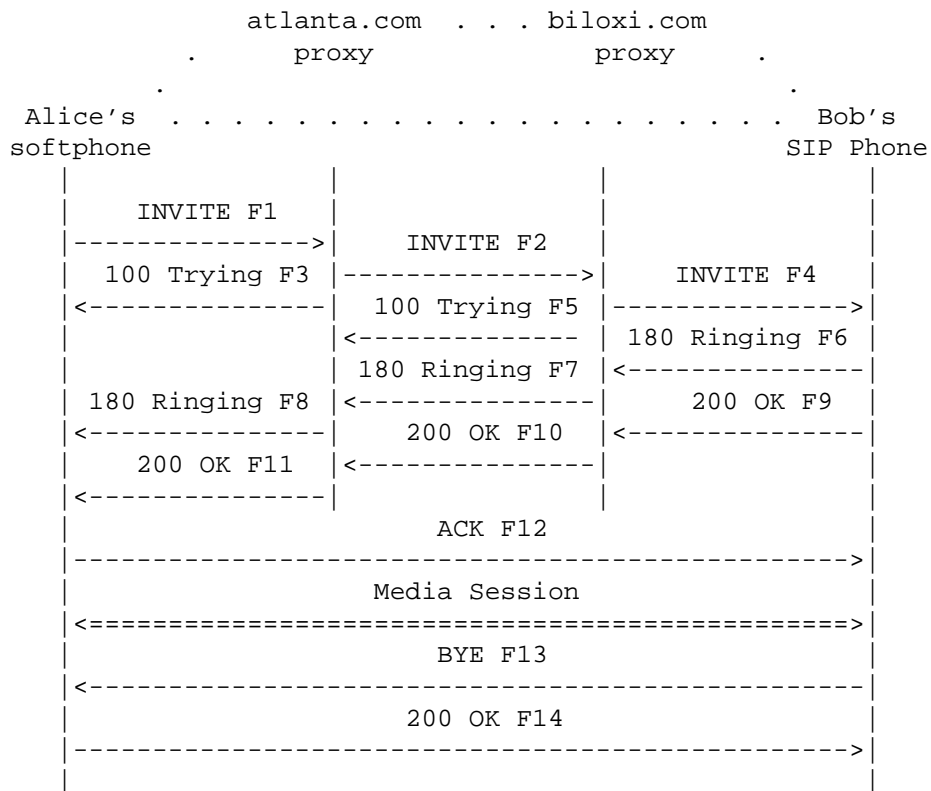 atlanta.com . . . biloxi.com
. proxy proxy .
. .
Alice's . . . . . . . . . . . . . . . . . . . . Bob's
softphone SIP Phone
| | | |
| INVITE F1 | | |
|--------------->| INVITE F2 | |
| 100 Trying F3 |--------------->| INVITE F4 |
|<---------------| 100 Trying F5 |--------------->|
| |<-------------- | 180 Ringing F6 |
| | 180 Ringing F7 |<---------------|
| 180 Ringing F8 |<---------------| 200 OK F9 |
|<---------------| 200 OK F10 |<---------------|
| 200 OK F11 |<---------------| |
|<---------------| | |
| ACK F12 |
|------------------------------------------------->|
| Media Session |
|<================================================>|
| BYE F13 |
|<-------------------------------------------------|
| 200 OK F14 |
|------------------------------------------------->|
| |